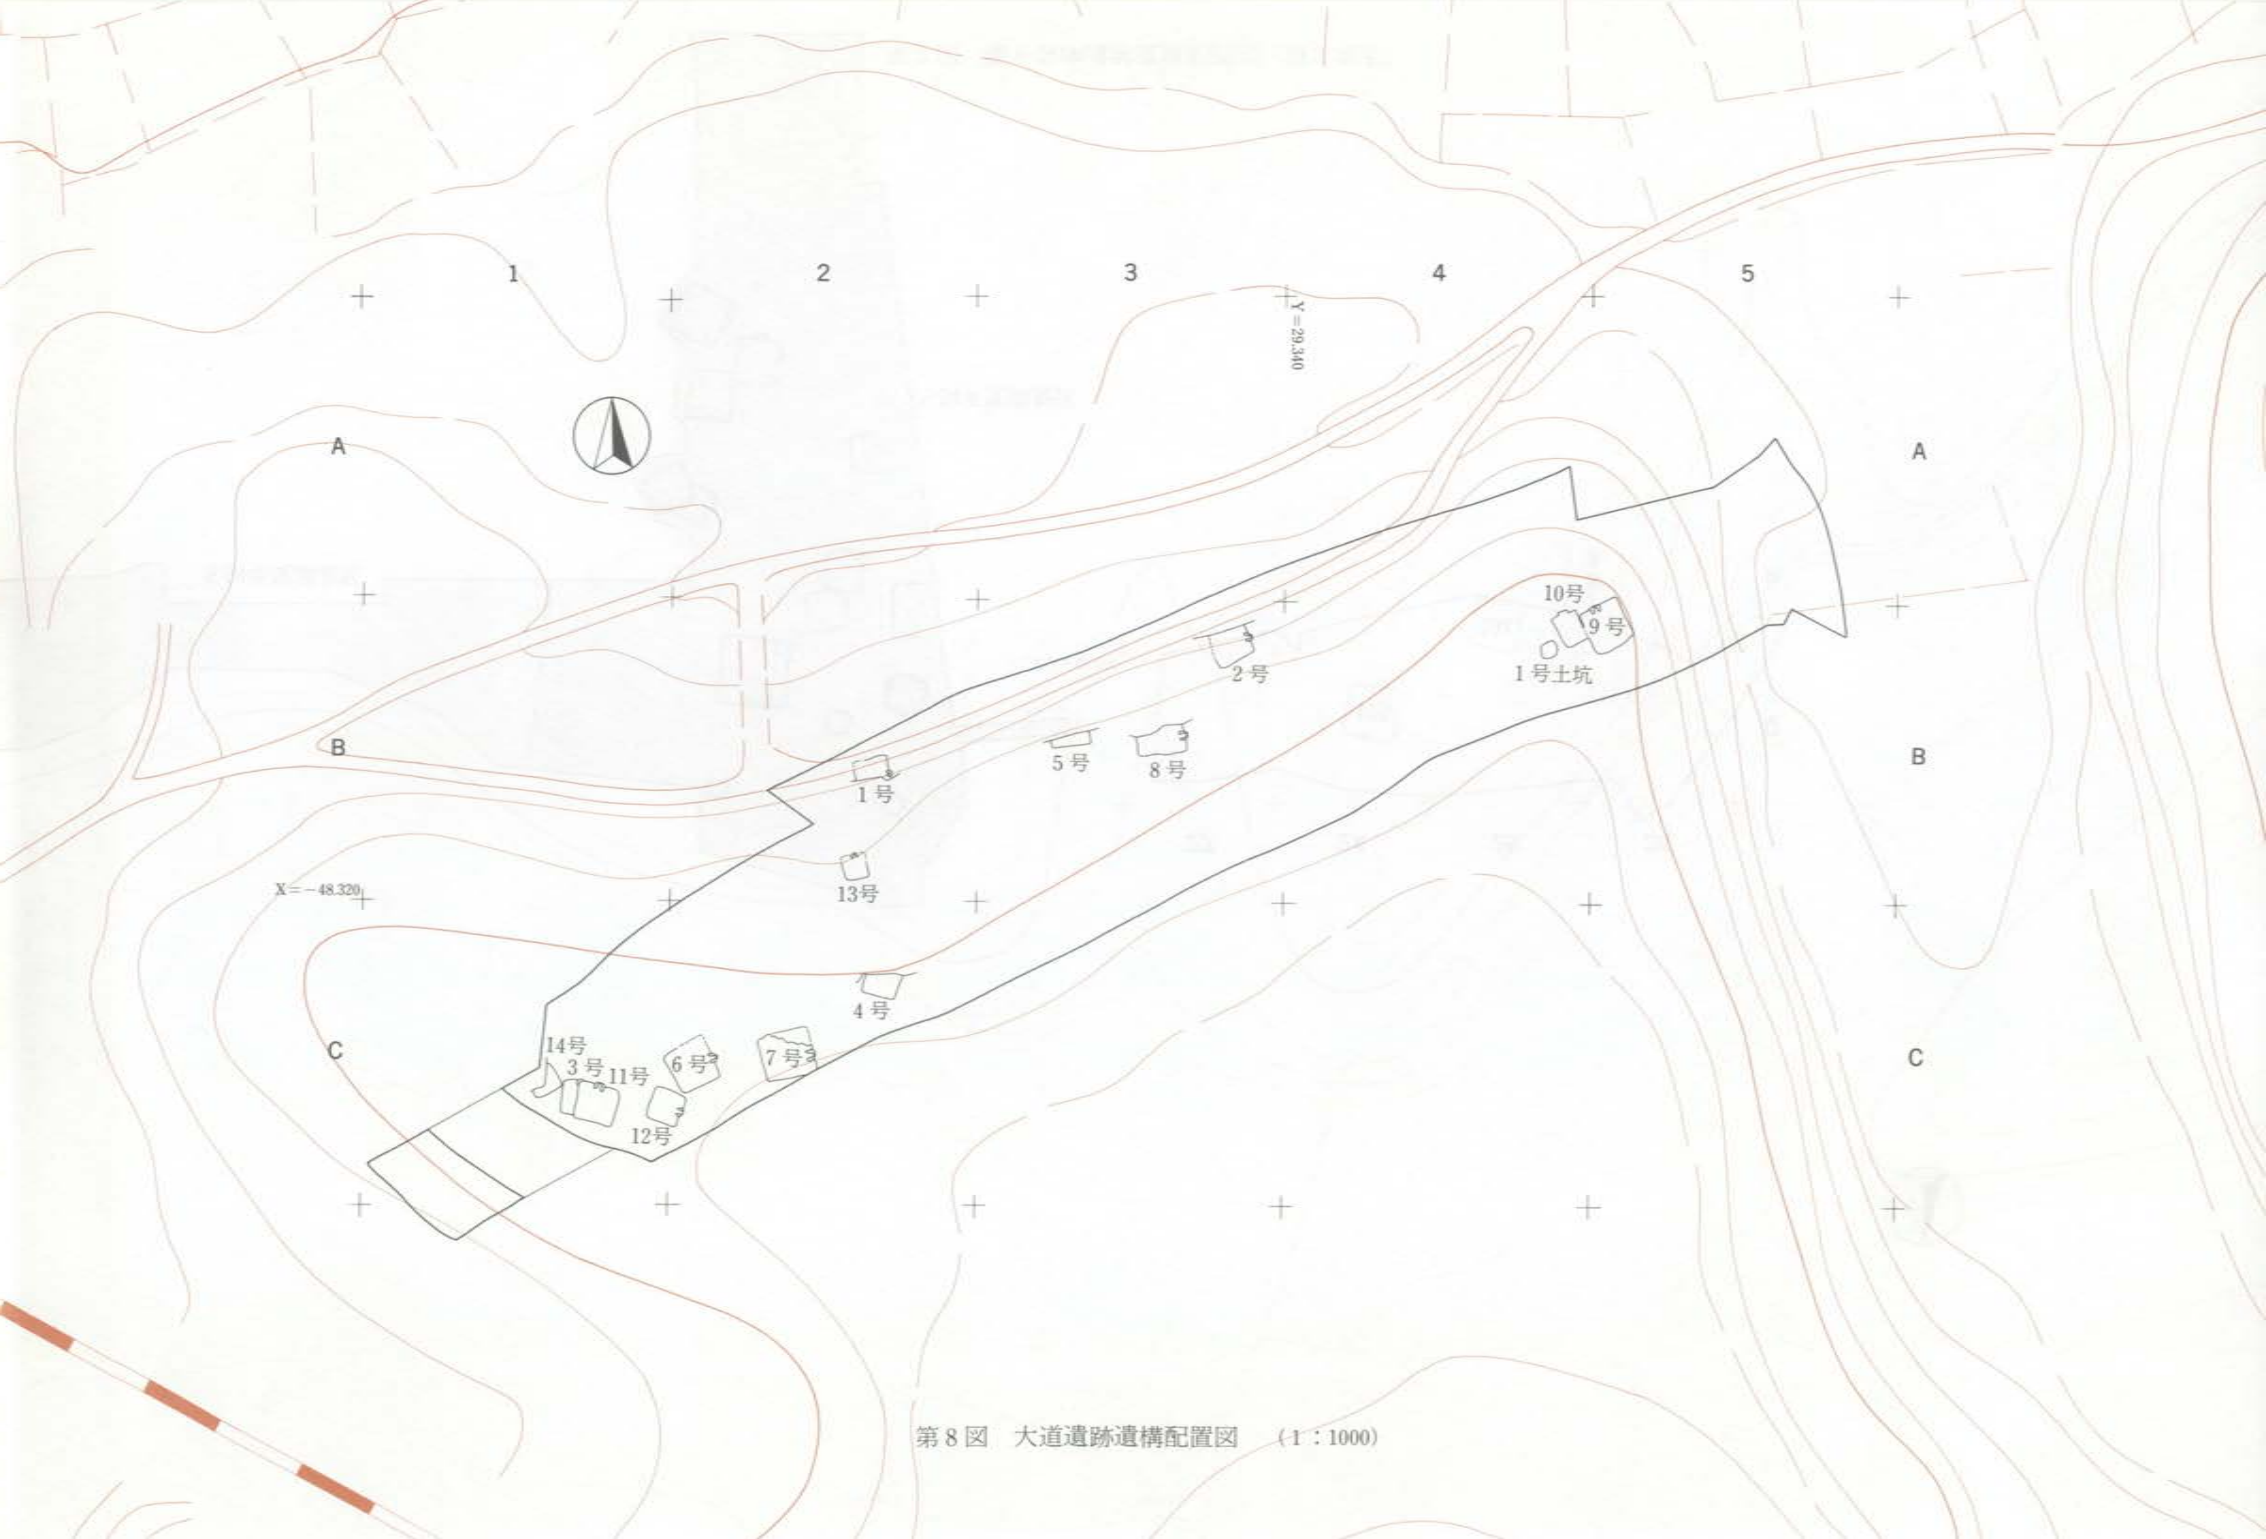 1 2 3 4 5
Y=29.340
A A
10号
9号
2号
1号土坑
B B
5号 8号
1号
13号
X=-48.320
4号
C C
14号
3号 11号 6号 7号
12号
第8図　大道遺跡遺構配置図　（1：1000）